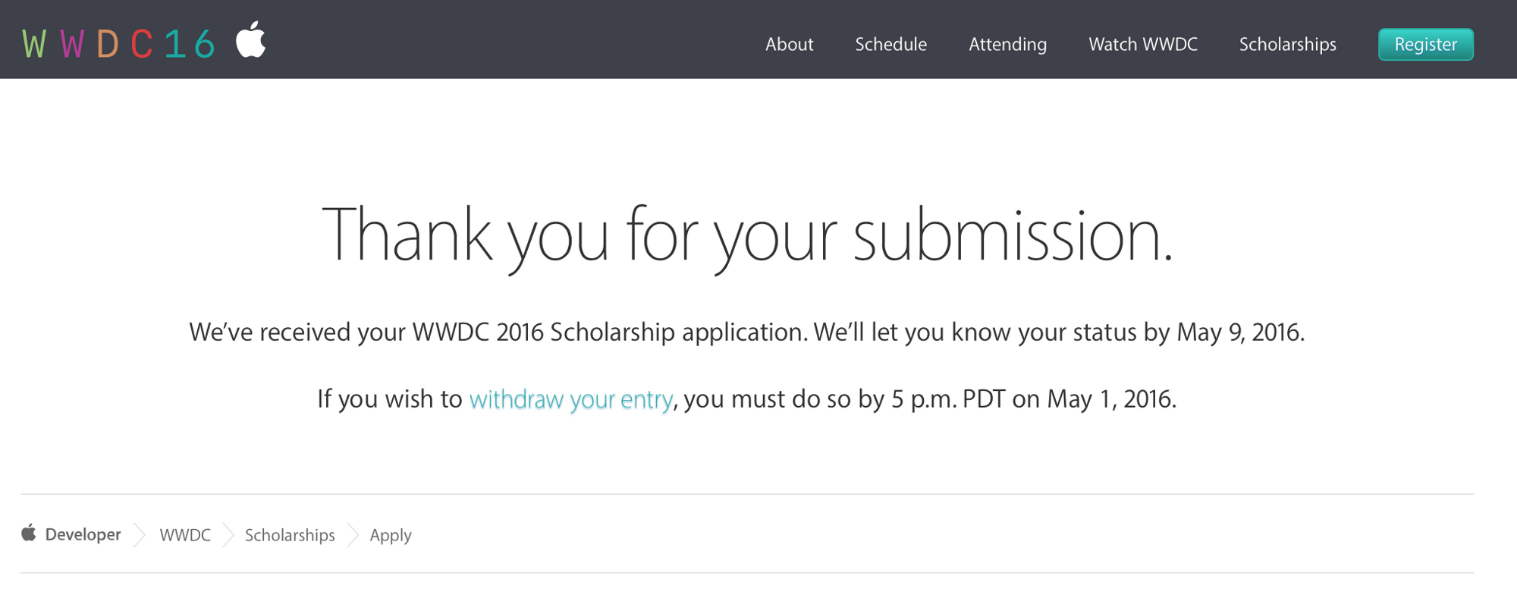 WWDC16
About Schedule Attending Watch WWDC Scholarships Register
Thank you for your submission.
We’ve received your WWDC 2016 Scholarship application. We’ll let you know your status by May 9, 2016.
If you wish to withdraw your entry, you must do so by 5 p.m. PDT on May 1, 2016.
Developer WWDC Scholarships Apply